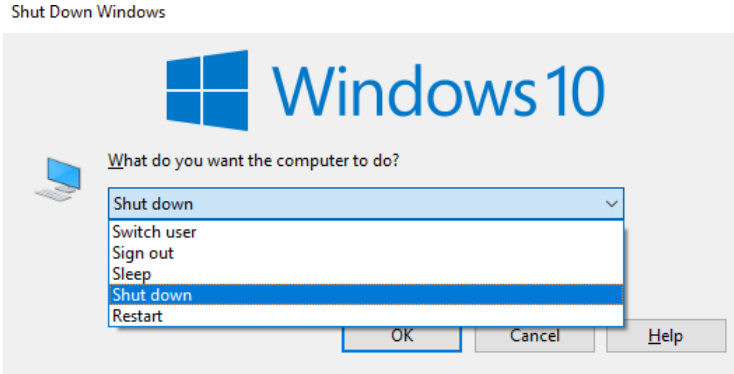 Shut Down Windows
Windows 10
What do you want the computer to do?
Shut down
Switch user
Sign out
Sleep
Shut down
Restart
OK Cancel Help